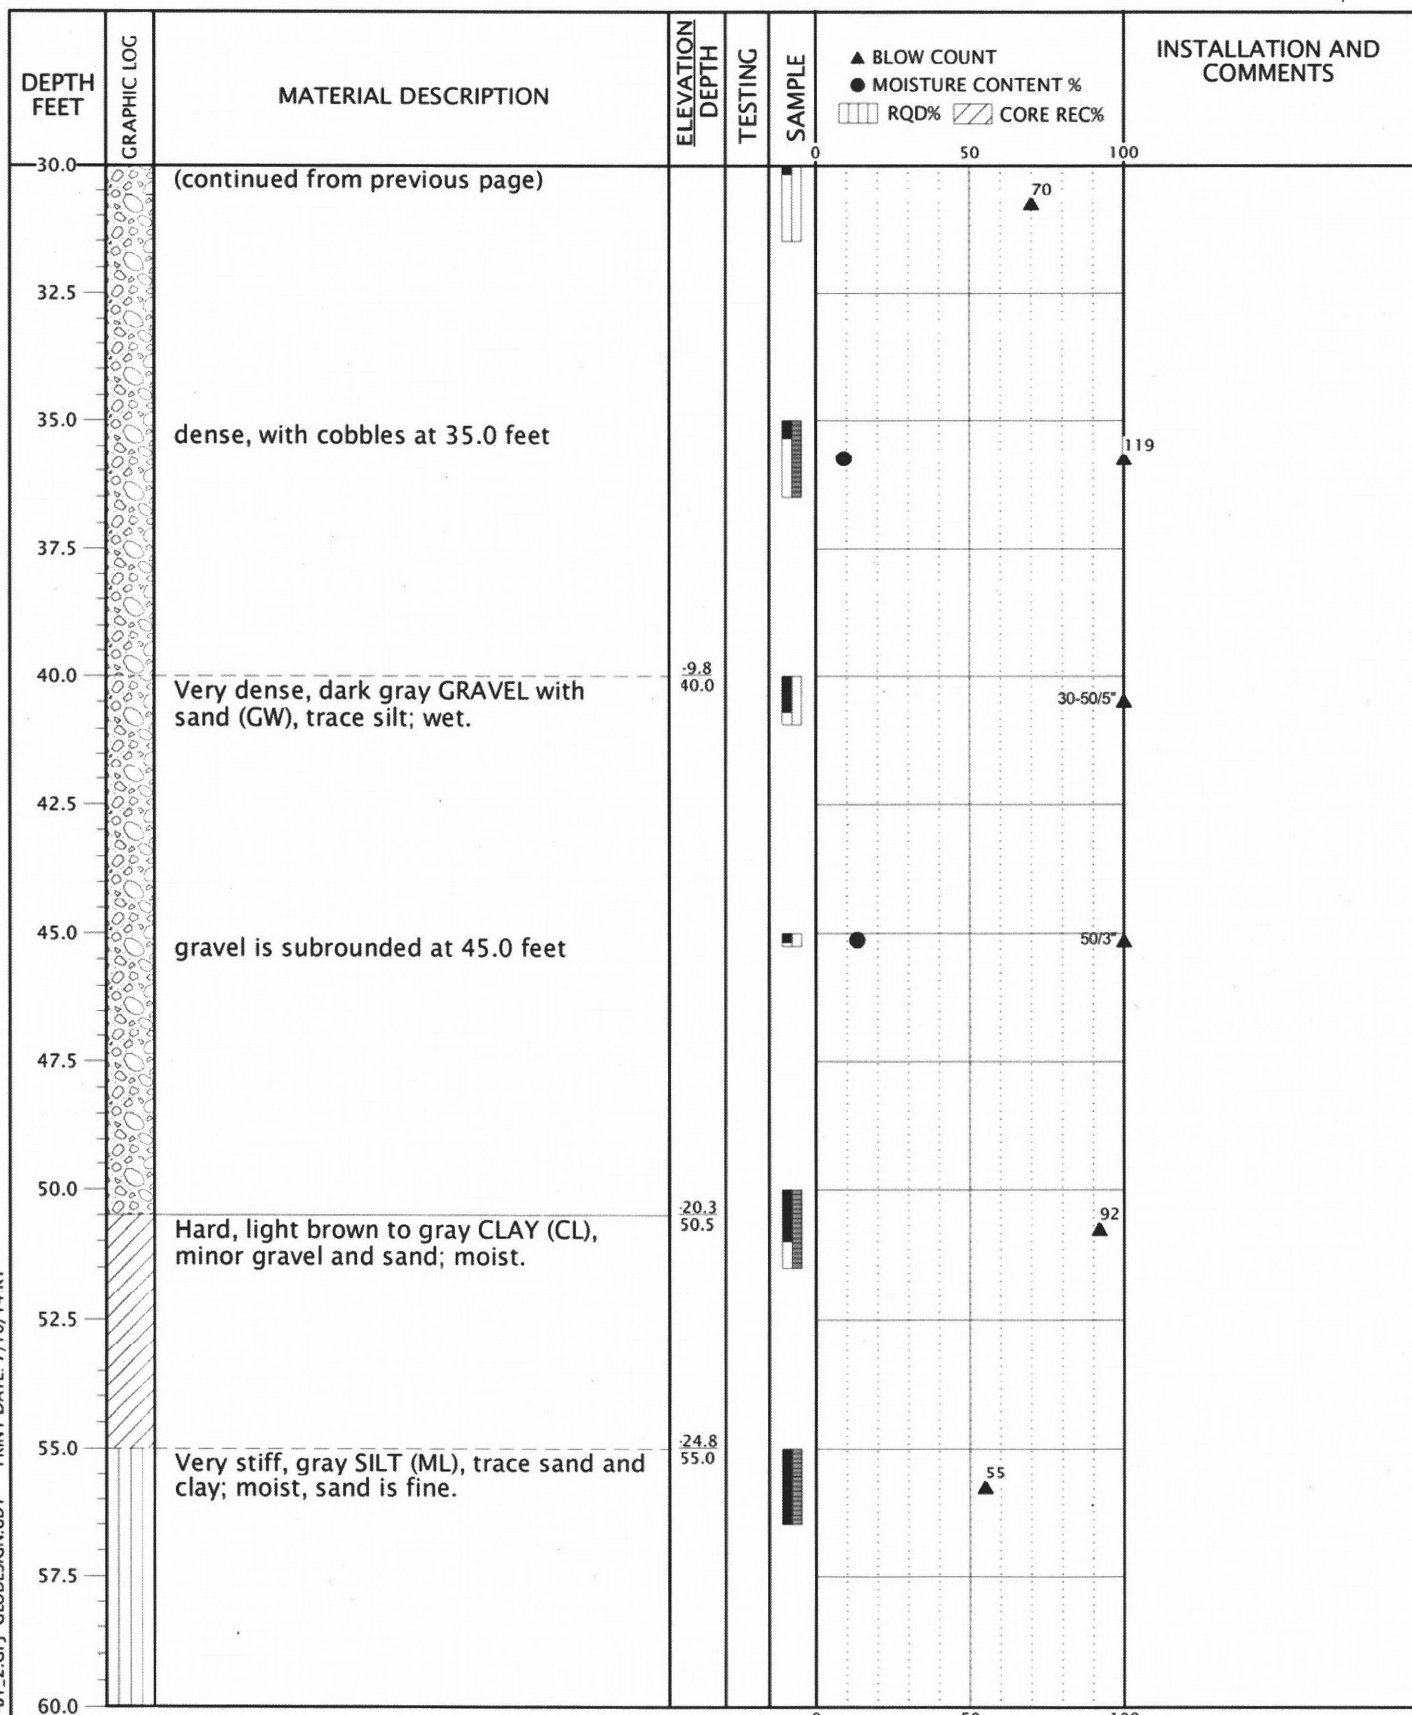 DEPTH
FEET
GRAPHIC LOG
MATERIAL DESCRIPTION
ELEVATION
DEPTH
TESTING
SAMPLE
▲ BLOW COUNT
● MOISTURE CONTENT %
RQD% CORE REC%
INSTALLATION AND
COMMENTS
0 50 100
30.0
(continued from previous page)
70
32.5
35.0
dense, with cobbles at 35.0 feet
119
37.5
40.0
-9.8
40.0
Very dense, dark gray GRAVEL with
sand (GW), trace silt; wet.
30-50/5"
42.5
45.0
gravel is subrounded at 45.0 feet
50/3"
47.5
50.0
-20.3
50.5
Hard, light brown to gray CLAY (CL),
minor gravel and sand; moist.
92
52.5
55.0
-24.8
55.0
Very stiff, gray SILT (ML), trace sand and
clay; moist, sand is fine.
55
57.5
60.0
0 50 100